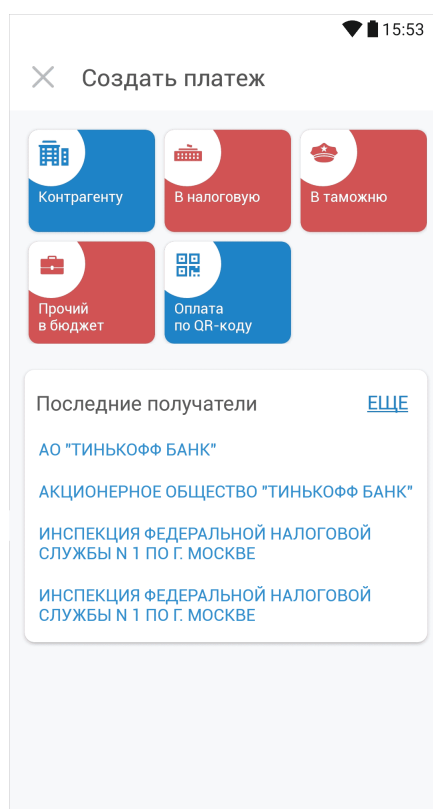 15:53
Создать платеж
Контрагенту
В налоговую
В таможню
Прочий
в бюджет
Оплата
по QR-коду
Последние получатели
ЕЩЕ
АО "ТИНЬКОФФ БАНК"
АКЦИОНЕРНОЕ ОБЩЕСТВО "ТИНЬКОФФ БАНК"
ИНСПЕКЦИЯ ФЕДЕРАЛЬНОЙ НАЛОГОВОЙ
СЛУЖБЫ N 1 ПО Г. МОСКВЕ
ИНСПЕКЦИЯ ФЕДЕРАЛЬНОЙ НАЛОГОВОЙ
СЛУЖБЫ N 1 ПО Г. МОСКВЕ